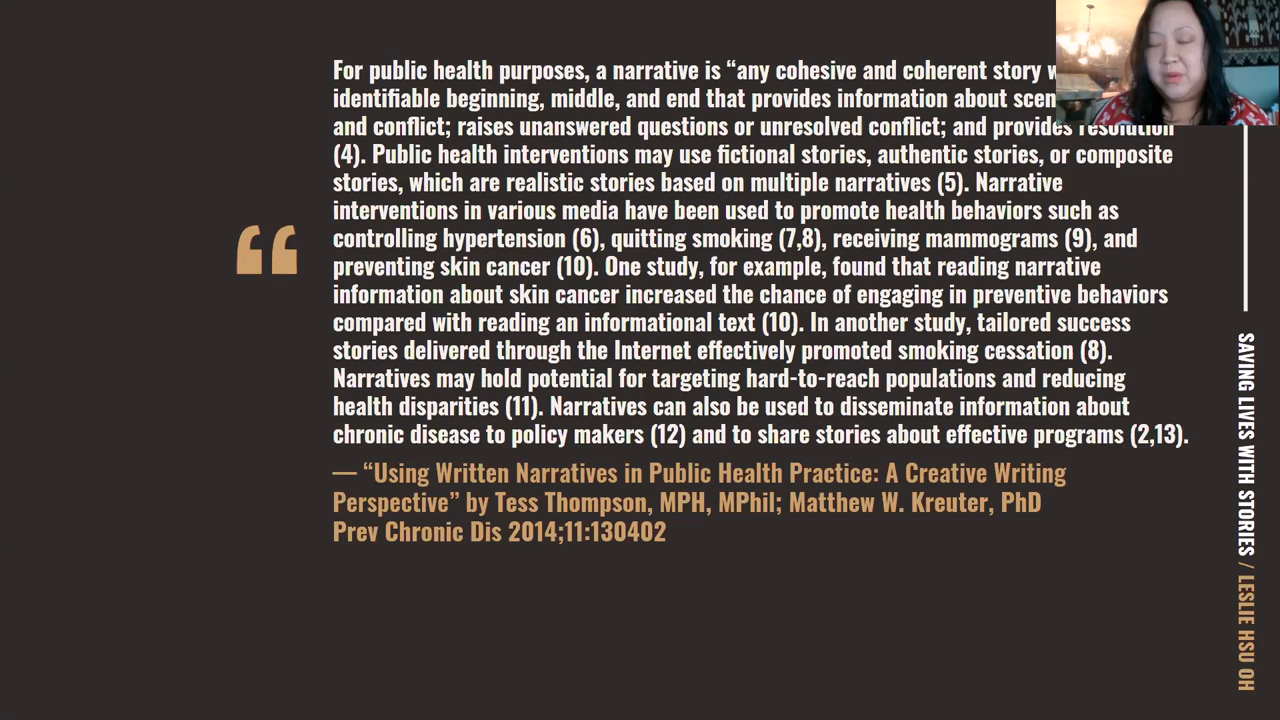 For public health purposes, a narrative is “any cohesive and coherent story
identifiable beginning, middle, and end that provides information about
and conflict; raises unanswered questions or unresolved conflict; and provides resolution
(4). Public health interventions may use fictional stories, authentic stories, or composite
stories, which are realistic stories based on multiple narratives (5). Narrative
interventions in various media have been used to promote health behaviors such as
controlling hypertension (6), quitting smoking (7,8), receiving mammograms (9), and
preventing skin cancer (10). One study, for example, found that reading narrative
information about skin cancer increased the chance of engaging in preventive behaviors
compared with reading an informational text (10). In another study, tailored success
stories delivered through the Internet effectively promoted smoking cessation (8).
Narratives may hold potential for targeting hard-to-reach populations and reducing
health disparities (11). Narratives can also be used to disseminate information about
chronic disease to policy makers (12) and to share stories about effective programs (2,13).
— “Using Written Narratives in Public Health Practice: A Creative Writing
Perspective” by Tess Thompson, MPH, MPhil; Matthew W. Kreuter, PhD
Prev Chronic Dis 2014;11:130402
SAVING LIVES WITH STORIES / LESLIE HSU OH